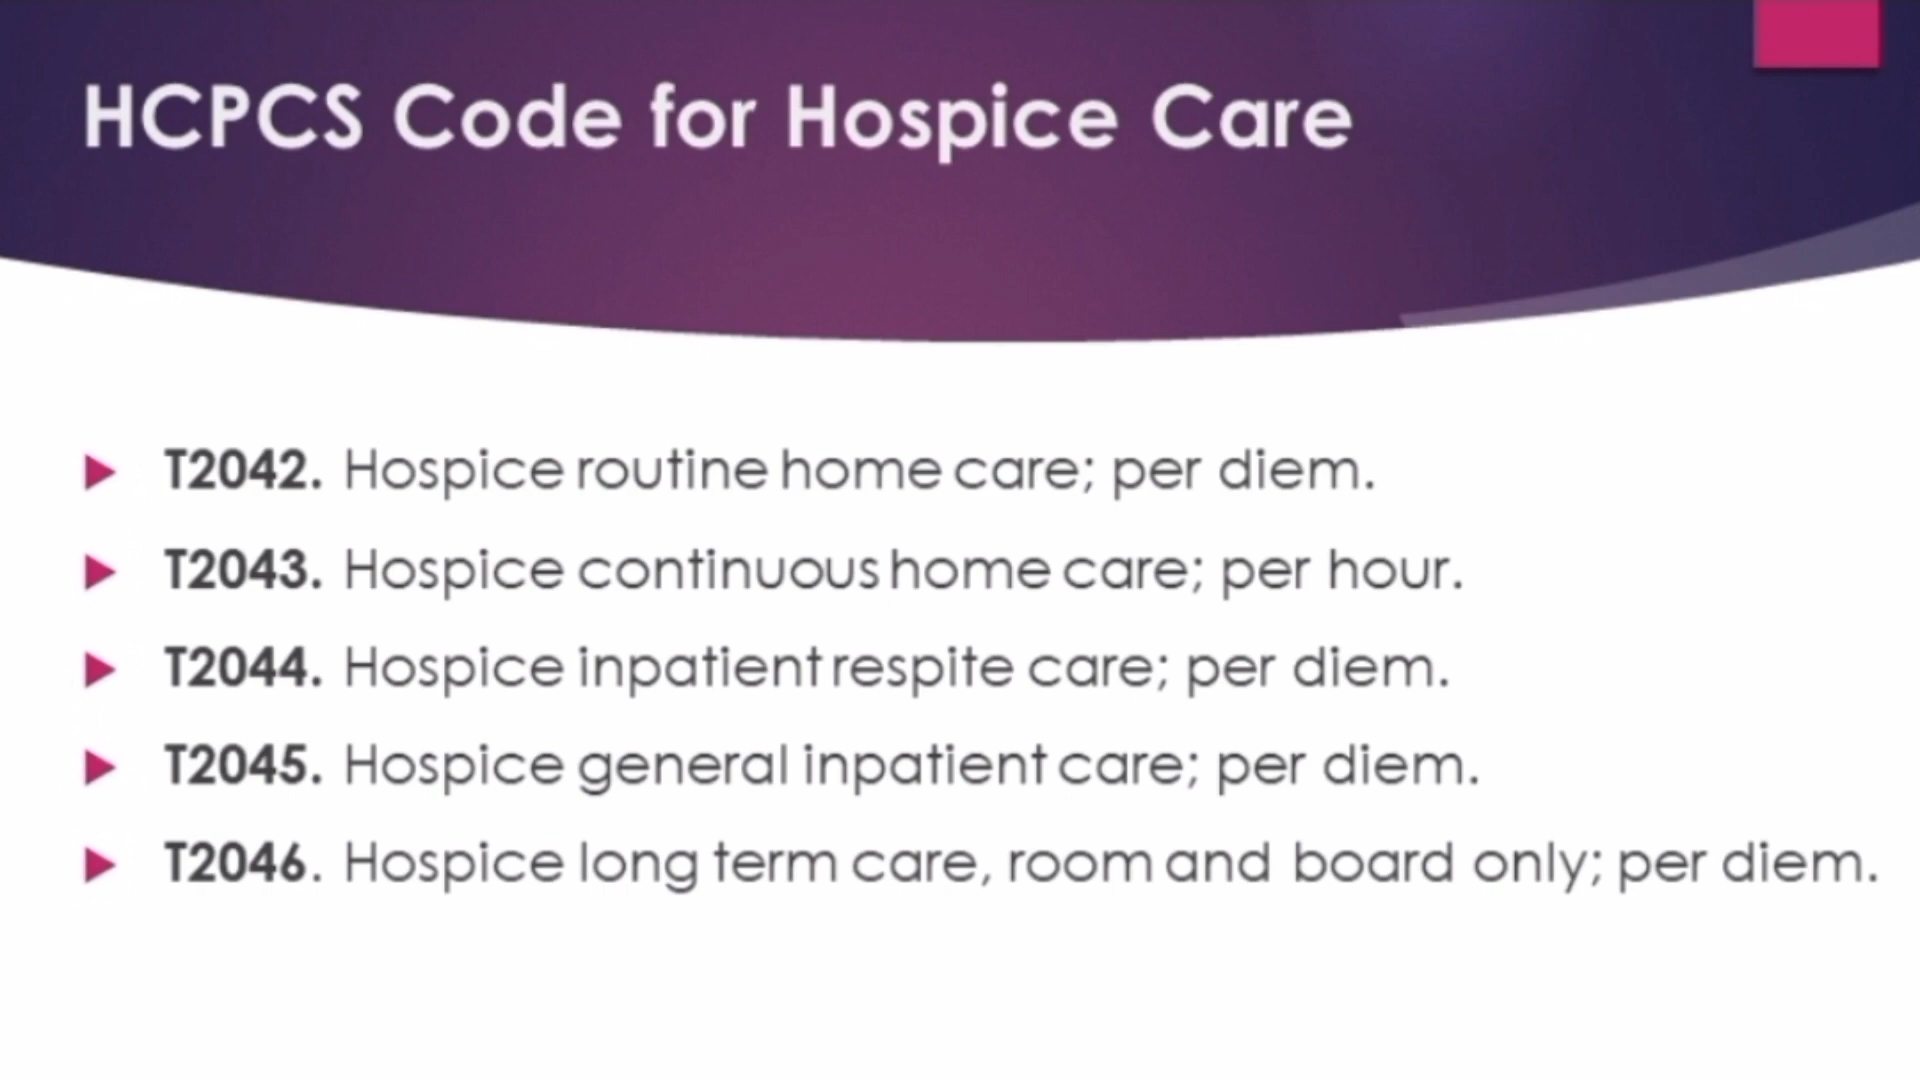 HCPCS Code for Hospice Care
T2042. Hospice routine home care; per diem.
T2043. Hospice continuous home care; per hour.
T2044. Hospice inpatient respite care; per diem.
T2045. Hospice general inpatient care; per diem.
T2046. Hospice long term care, room and board only; per diem.